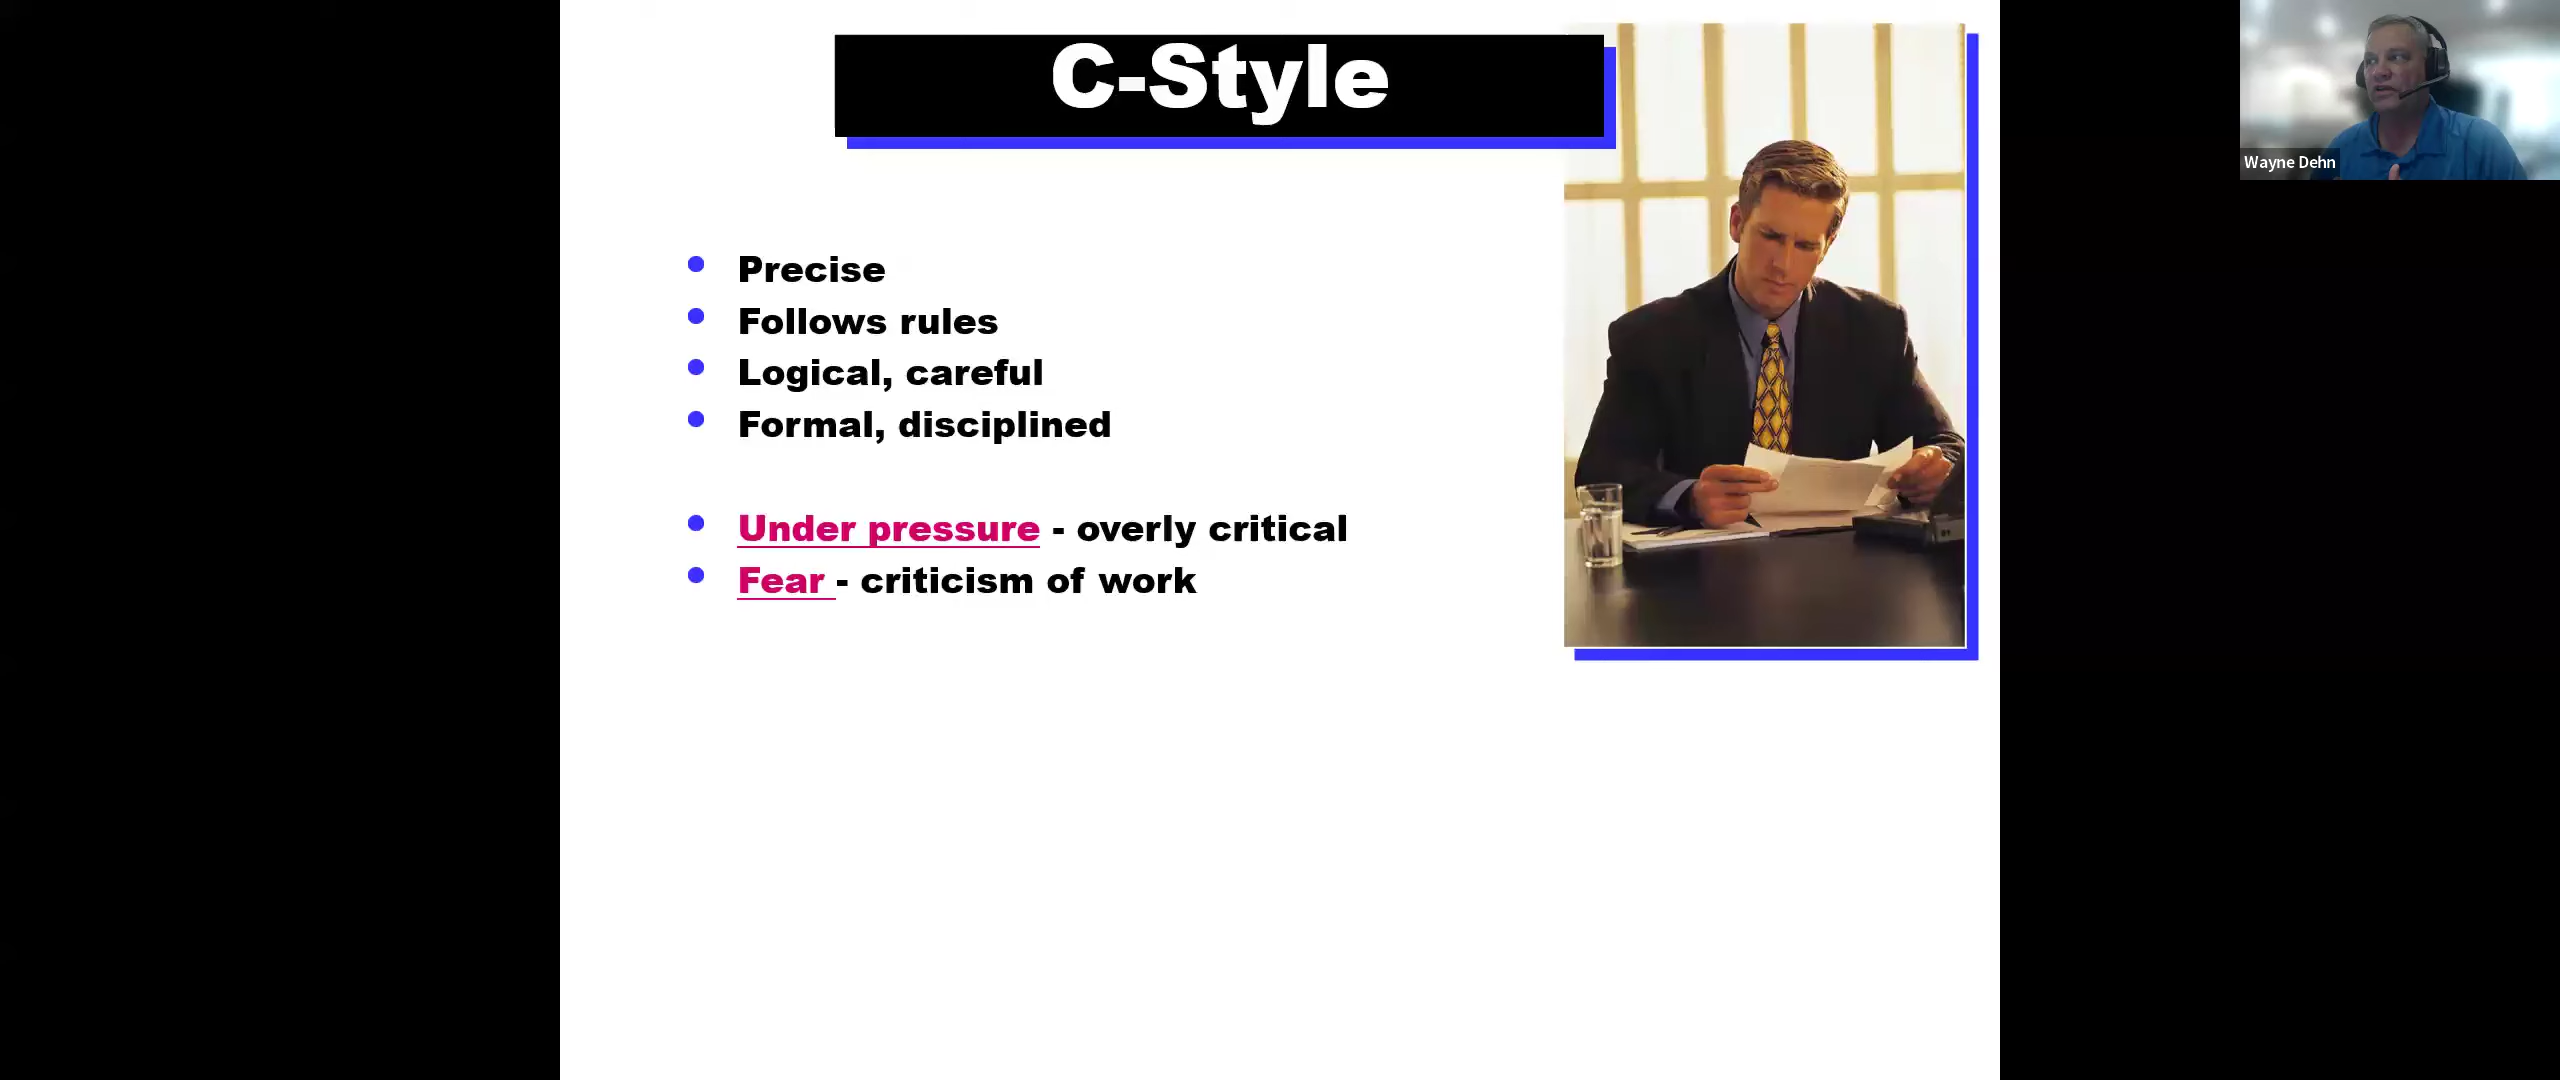 C-Style
Precise
Follows rules
Logical, careful
Formal, disciplined
Under pressure - overly critical
Fear - criticism of work
Wayne Dehn